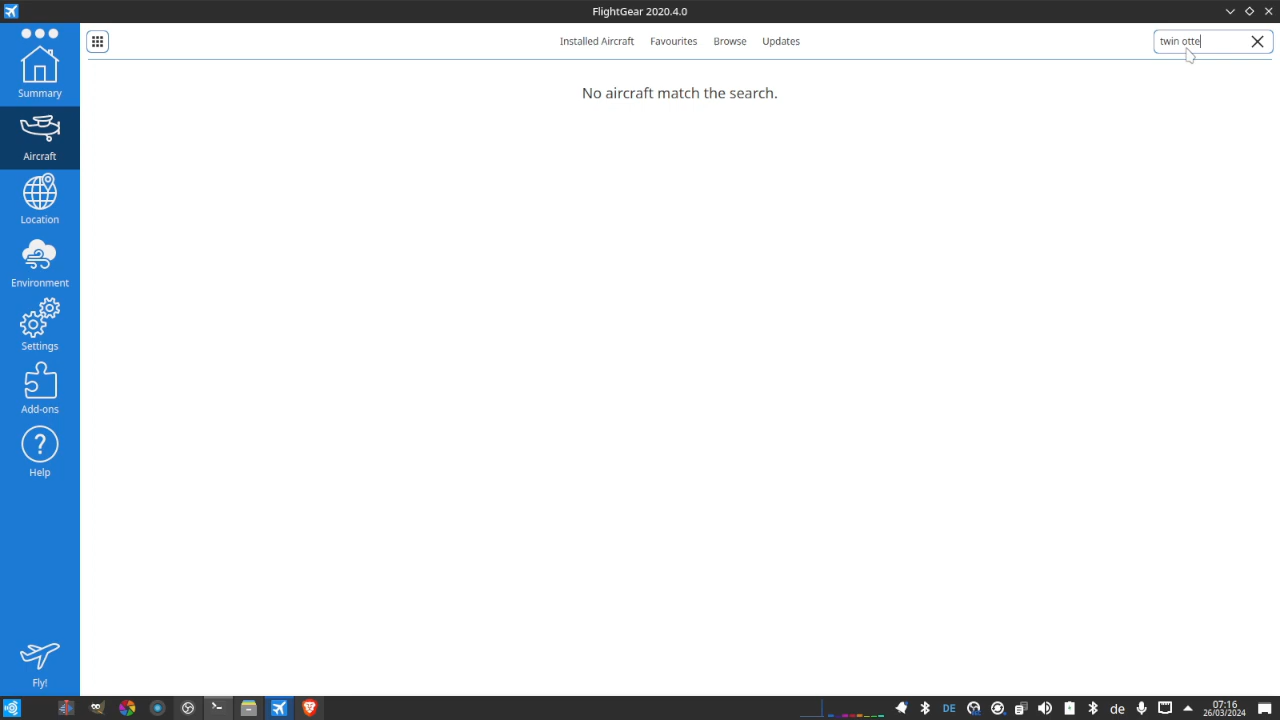 FlightGear 2020.4.0
Installed Aircraft
Favourites
Browse
Updates
twin otte
Summary
No aircraft match the search.
Aircraft
Location
Environment
Settings
Add-ons
?
Help
Fly!
DE
de
07:16
26/03/2024